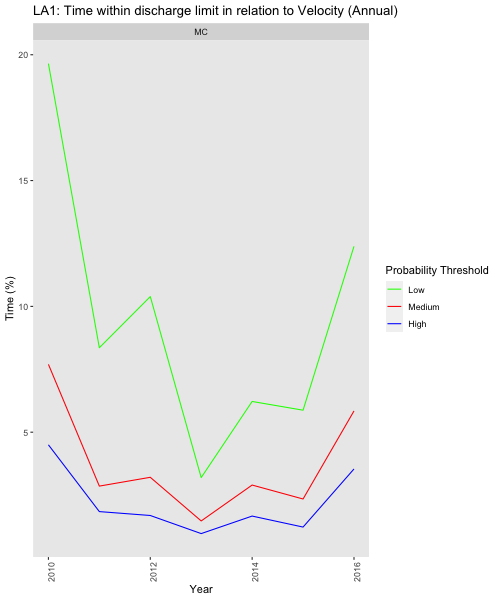 LA1: Time within discharge limit in relation to Velocity (Annual)
MC
20
15
10
5
Time (%)
2010
2012
2014
2016
Year
Probability Threshold
Low
Medium
High